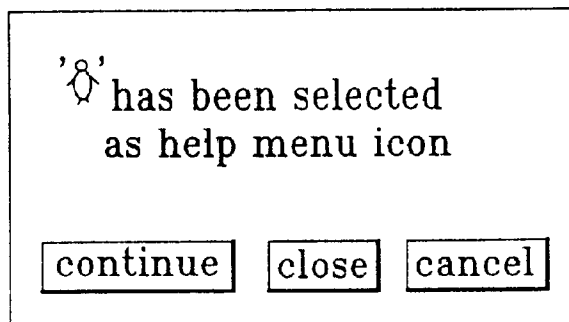 ' ' has been selected
as help menu icon
continue close cancel